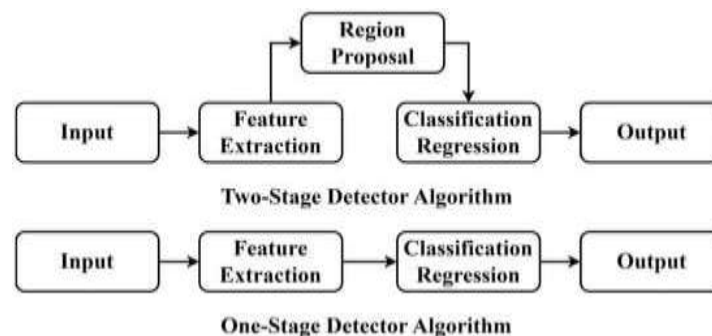 Region
Proposal
Input
Feature
Extraction
Classification
Regression
Output
Two-Stage Detector Algorithm
Input
Feature
Extraction
Classification
Regression
Output
One-Stage Detector Algorithm